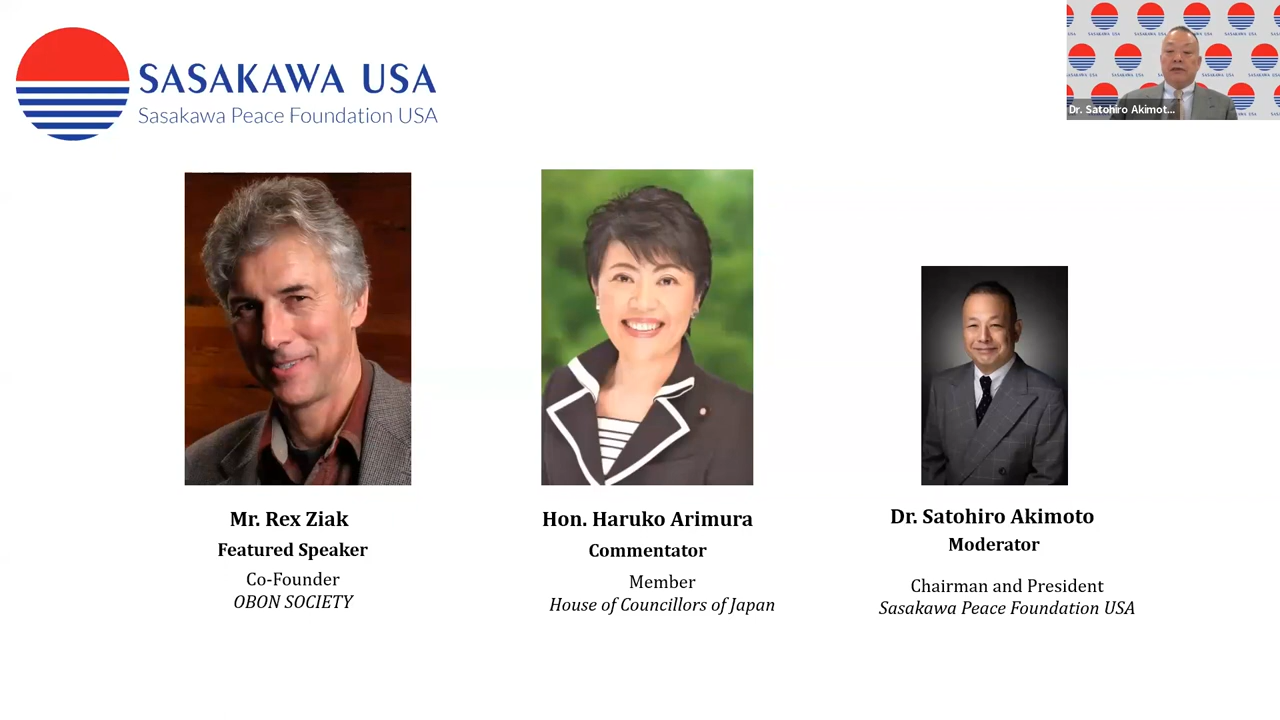 SASAKAWA USA
Sasakawa Peace Foundation USA
Dr. Satohiro Akimot...
Mr. Rex Ziak
Featured Speaker
Co-Founder
OBON SOCIETY
Hon. Haruko Arimura
Commentator
Member
House of Councillors of Japan
Dr. Satohiro Akimoto
Moderator
Chairman and President
Sasakawa Peace Foundation USA